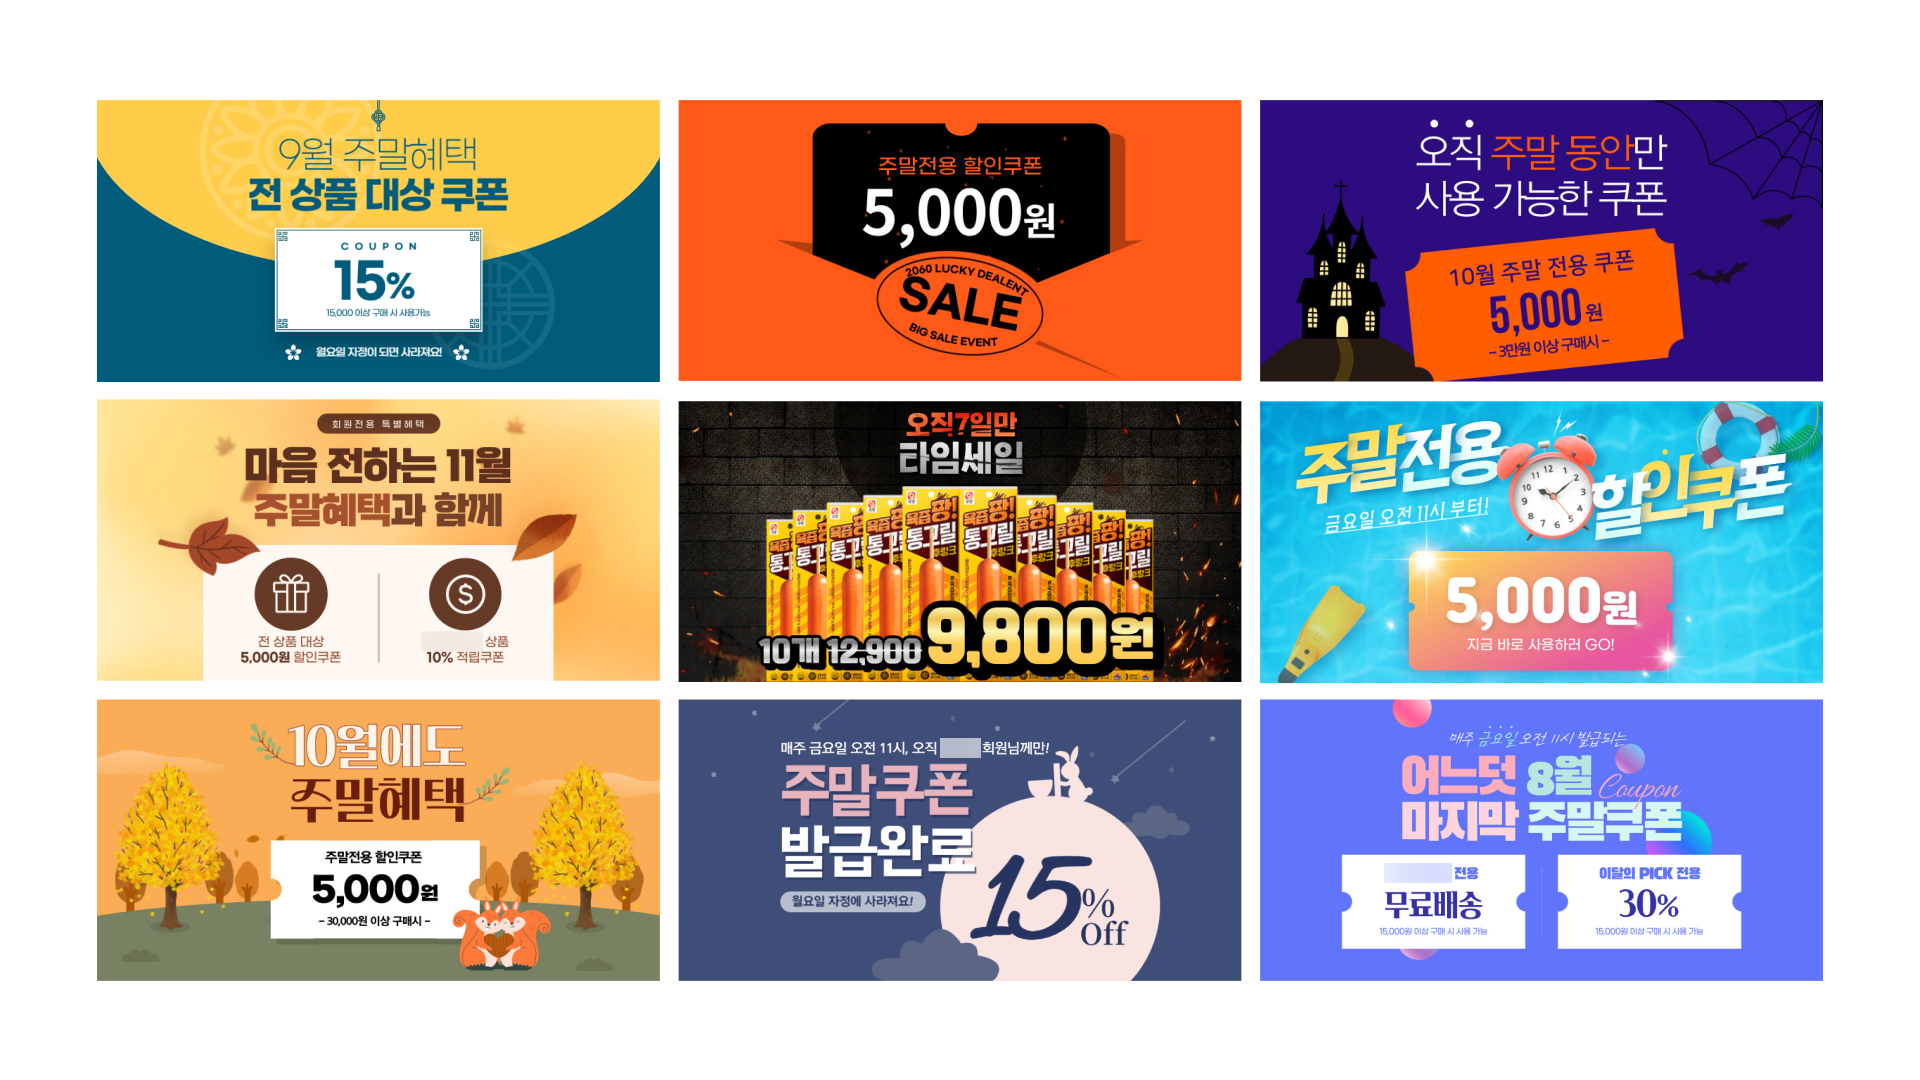 9월 주말혜택
전 상품 대상 쿠폰
COUPON
15%
15,000 이상 구매 시 사용가능
월요일 자정이 되면 사라져요!
주말전용 할인쿠폰
5,000원
2060 LUCKY DEALENT
SALE
BIG SALE EVENT
오직 주말 동안만
사용 가능한 쿠폰
10월 주말 전용 쿠폰
5,000원
- 3만원 이상 구매시 -
회원전용 특별혜택
마음 전하는 11월
주말혜택과 함께
전 상품 대상
5,000원 할인쿠폰
상품
10% 적립쿠폰
오직7일만
타임세일
육즙팡!
통그릴
후랑크
10개 12,900 9,800원
주말전용 할인쿠폰
금요일 오전 11시 부터!
5,000원
지금 바로 사용하러 GO!
10월에도
주말혜택
주말전용 할인쿠폰
5,000원
- 30,000원 이상 구매시 -
매주 금요일 오전 11시, 오직 회원님께만!
주말쿠폰
발급완료
월요일 자정에 사라져요!
15%
Off
매주 금요일 오전 11시 발급되는
어느덧 8월
Coupon
마지막 주말쿠폰
전용
무료배송
15,000원 이상 구매 시 사용 가능
이달의 PICK 전용
30%
15,000원 이상 구매 시 사용 가능